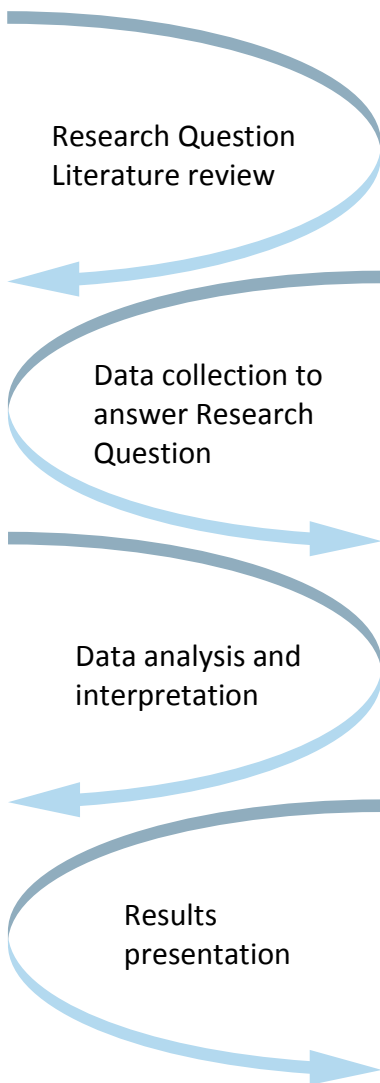 Research Question
Literature review
Data collection to
answer Research
Question
Data analysis and
interpretation
Results
presentation